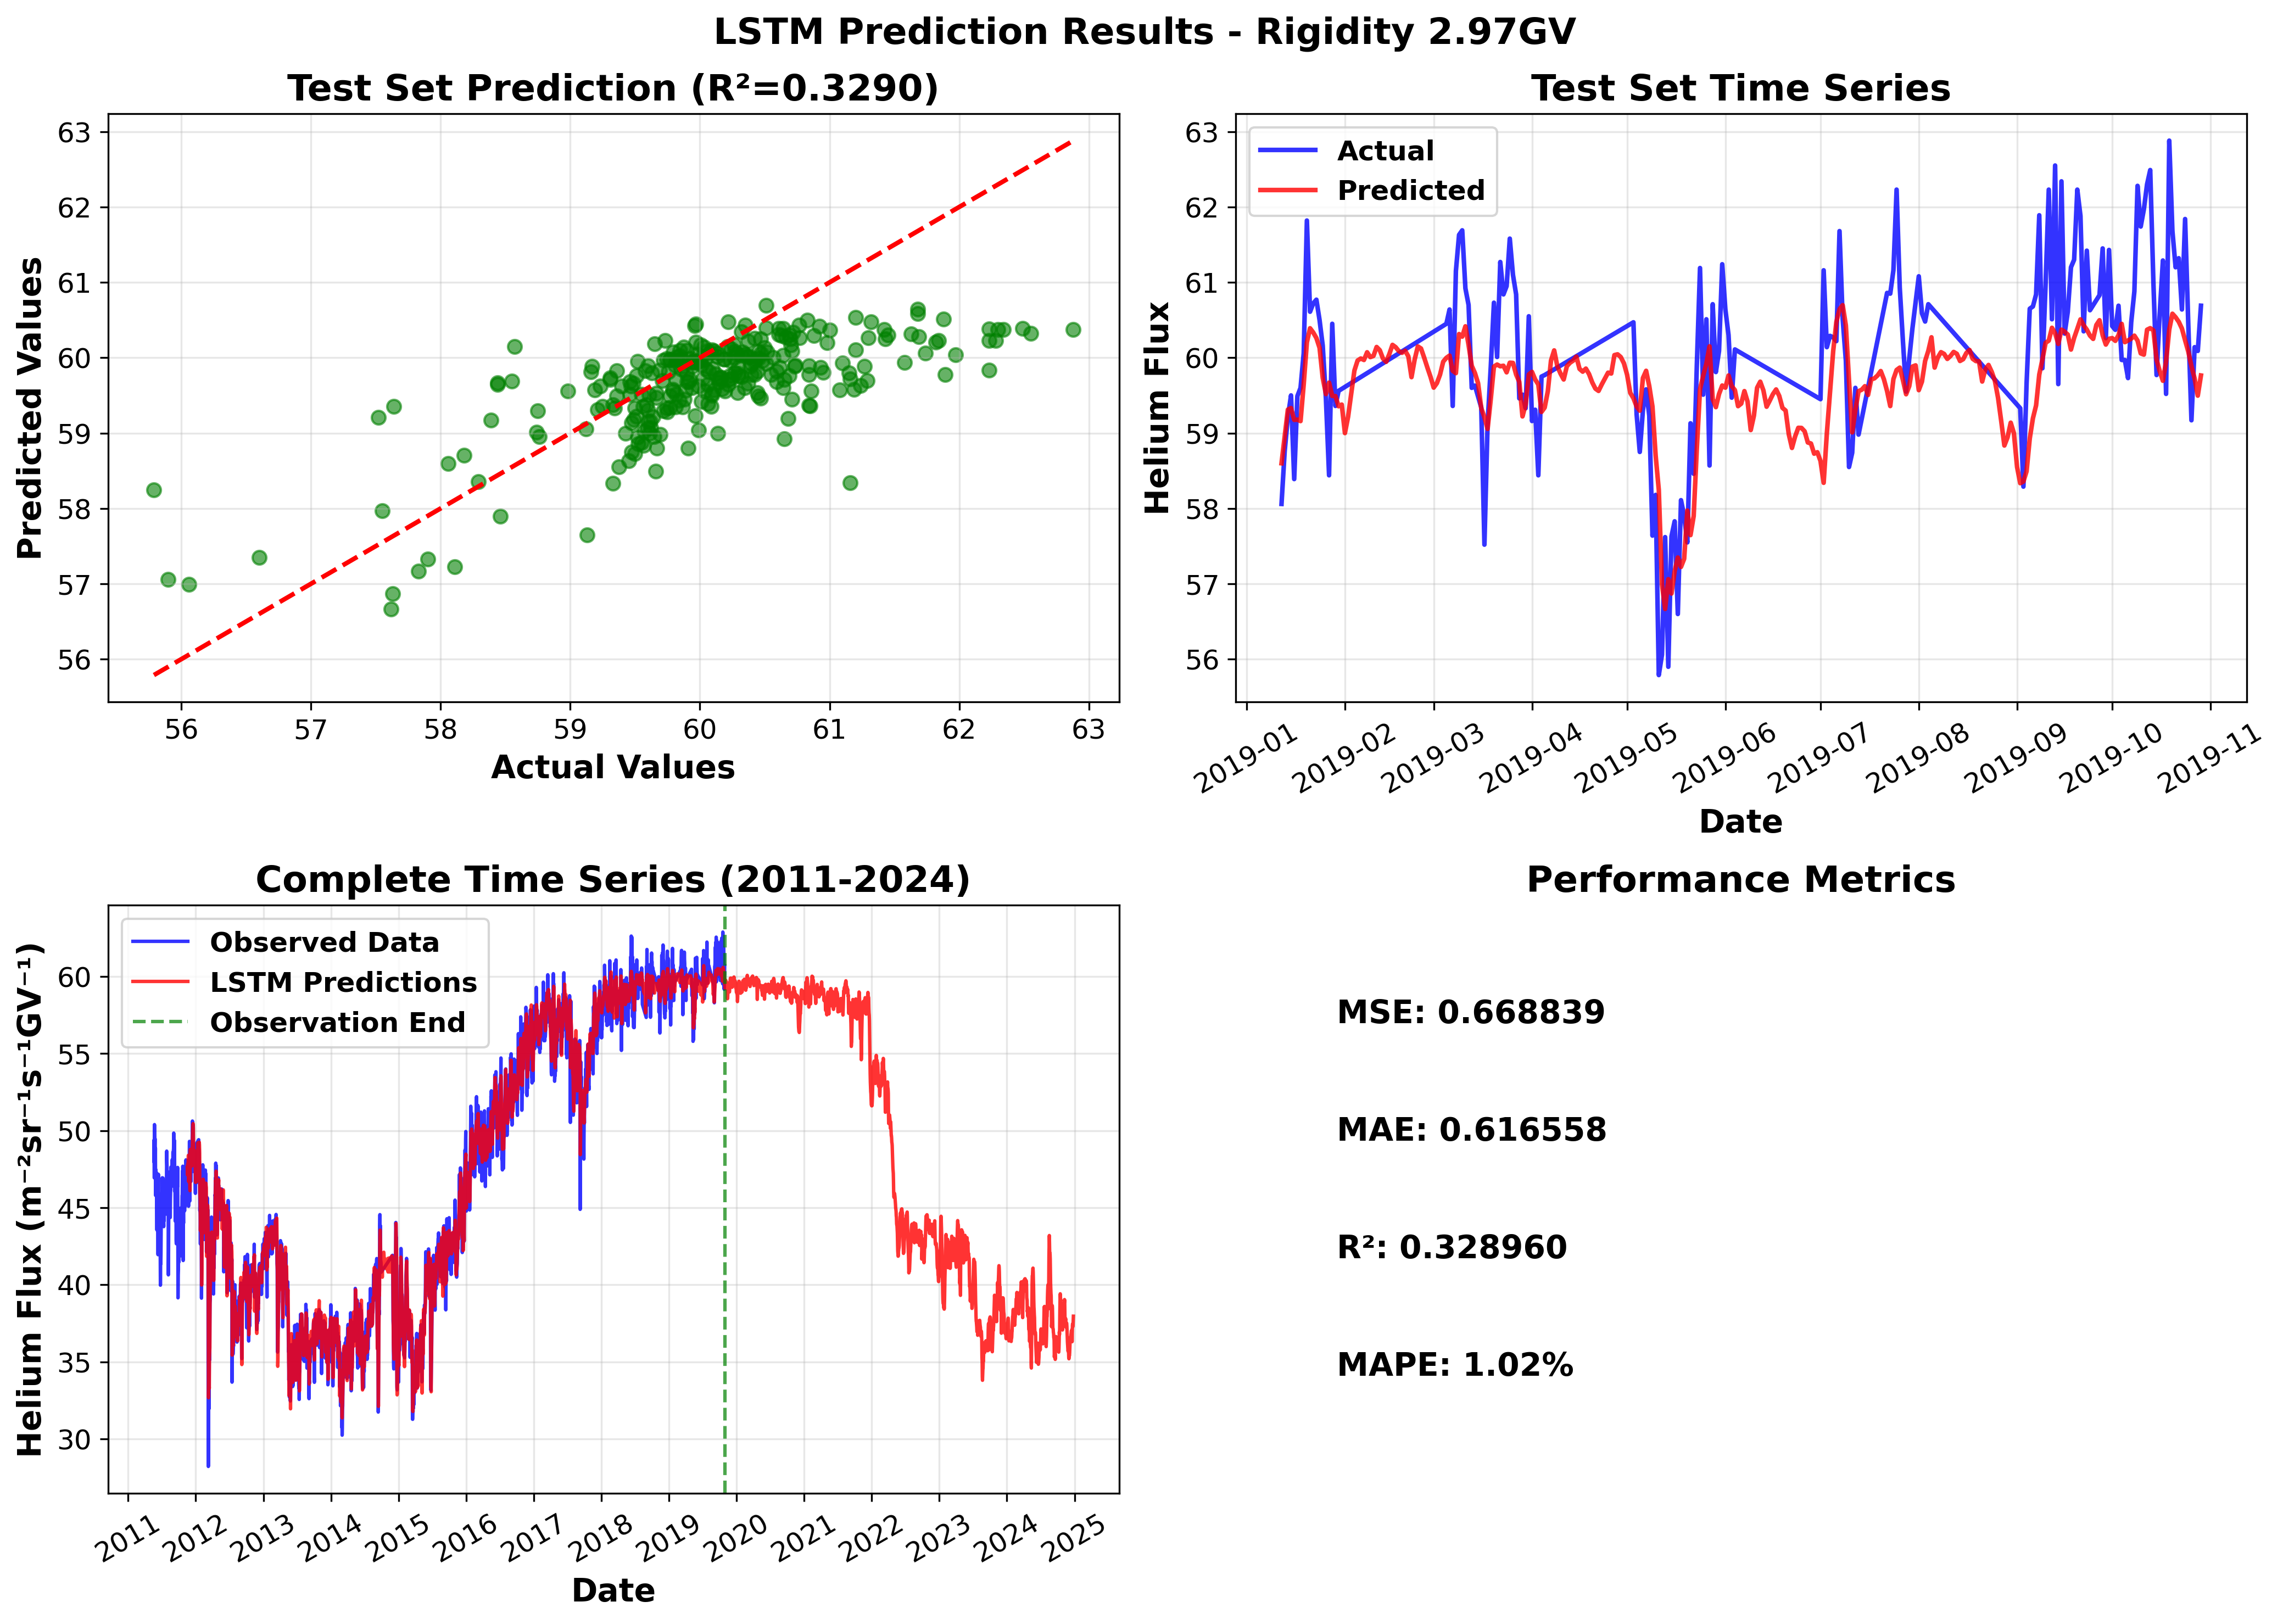 LSTM Prediction Results - Rigidity 2.97GV
Test Set Prediction (R²=0.3290)
Predicted Values
63
62
61
60
59
58
57
56
56 57 58 59 60 61 62 63
Actual Values
Test Set Time Series
Helium Flux
63
62
61
60
59
58
57
56
Actual
Predicted
2019-01 2019-02 2019-03 2019-04 2019-05 2019-06 2019-07 2019-08 2019-09 2019-10 2019-11
Date
Complete Time Series (2011-2024)
Helium Flux (m⁻²sr⁻¹s⁻¹GV⁻¹)
60
55
50
45
40
35
30
Observed Data
LSTM Predictions
Observation End
2011 2012 2013 2014 2015 2016 2017 2018 2019 2020 2021 2022 2023 2024 2025
Date
Performance Metrics
MSE: 0.668839
MAE: 0.616558
R²: 0.328960
MAPE: 1.02%